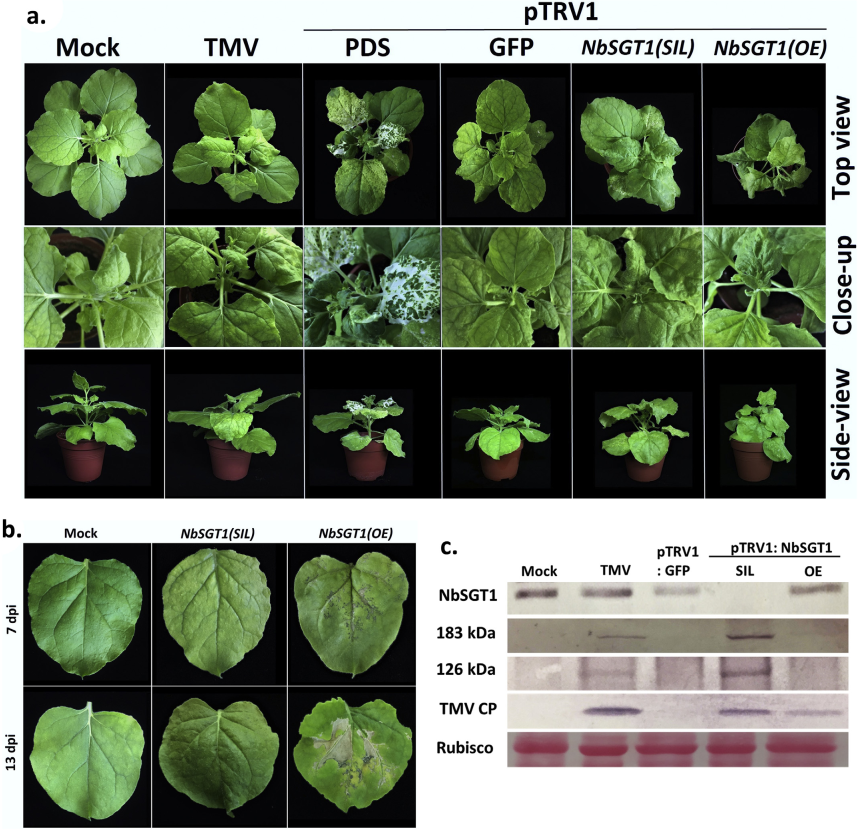 a.
pTRV1
Mock TMV PDS GFP NbSGT1(SIL) NbSGT1(OE)
Top view
Close-up
Side-view
b.
Mock NbSGT1(SIL) NbSGT1(OE)
7 dpi
13 dpi
c.
pTRV1 pTRV1: NbSGT1
Mock TMV : GFP SIL OE
NbSGT1
183 kDa
126 kDa
TMV CP
Rubisco